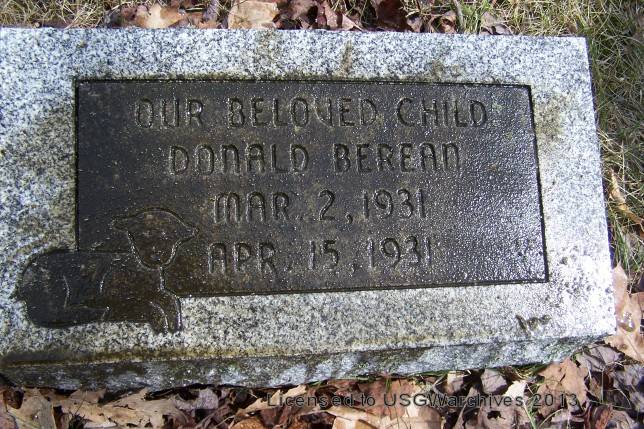 OUR BELOVED CHILD
DONALD BEREAN
MAR. 2, 1931
APR. 15, 1931
Licensed to USGWarchives 2013